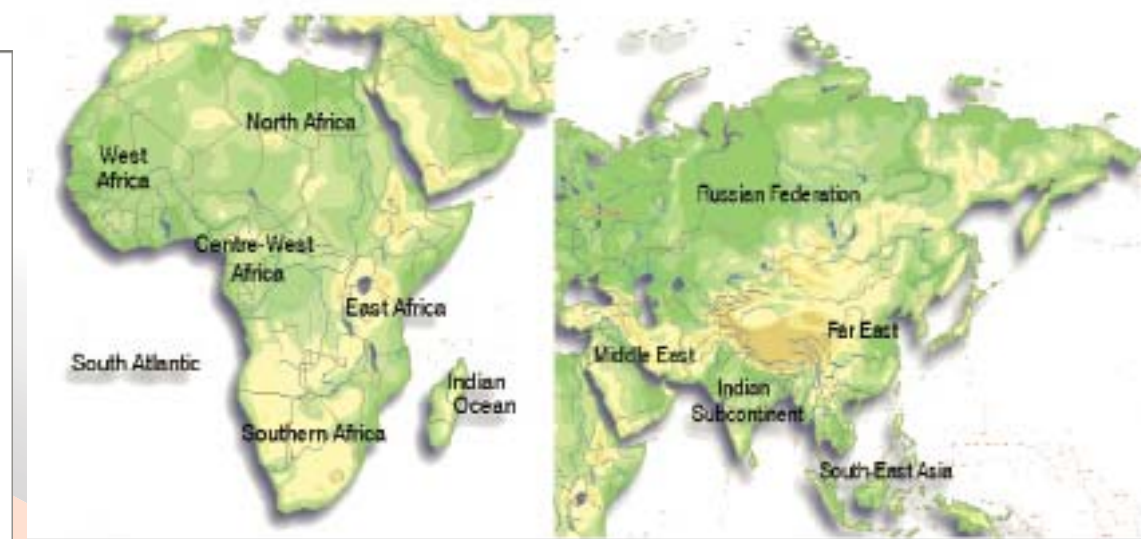 North Africa
West
Africa
Centre-West
Africa
East Africa
South Atlantic
Indian
Ocean
Southern Africa
Russian Federation
Far East
Middle East
Indian
Subcontinent
South-East Asia